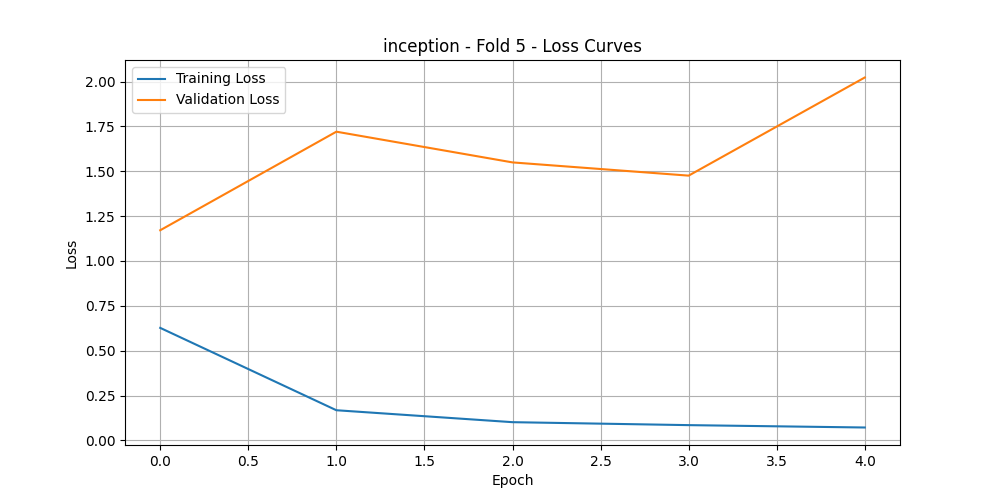 inception - Fold 5 - Loss Curves
Training Loss
Validation Loss
2.00
1.75
1.50
1.25
1.00
0.75
0.50
0.25
0.00
Loss
0.0 0.5 1.0 1.5 2.0 2.5 3.0 3.5 4.0
Epoch